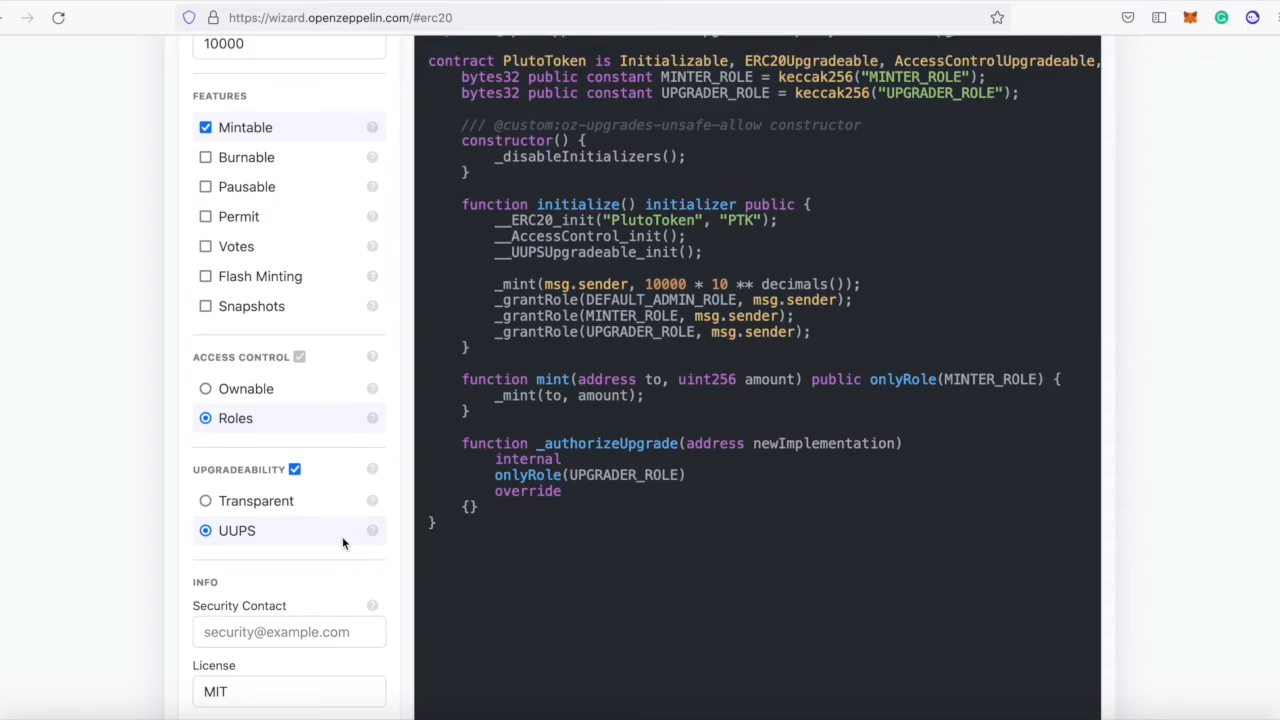 https://wizard.openzeppelin.com/#erc20
10000
FEATURES
Mintable
Burnable
Pausable
Permit
Votes
Flash Minting
Snapshots
ACCESS CONTROL
Ownable
Roles
UPGRADEABILITY
Transparent
UUPS
INFO
Security Contact
security@example.com
License
MIT
contract PlutoToken is Initializable, ERC20Upgradeable, AccessControlUpgradeable,
bytes32 public constant MINTER_ROLE = keccak256("MINTER_ROLE");
bytes32 public constant UPGRADER_ROLE = keccak256("UPGRADER_ROLE");
/// @custom:oz-upgrades-unsafe-allow constructor
constructor() {
_disableInitializers();
}
function initialize() initializer public {
__ERC20_init("PlutoToken", "PTK");
__AccessControl_init();
__UUPSUpgradeable_init();
_mint(msg.sender, 10000 * 10 ** decimals());
_grantRole(DEFAULT_ADMIN_ROLE, msg.sender);
_grantRole(MINTER_ROLE, msg.sender);
_grantRole(UPGRADER_ROLE, msg.sender);
}
function mint(address to, uint256 amount) public onlyRole(MINTER_ROLE) {
_mint(to, amount);
}
function _authorizeUpgrade(address newImplementation)
internal
onlyRole(UPGRADER_ROLE)
override
{}
}